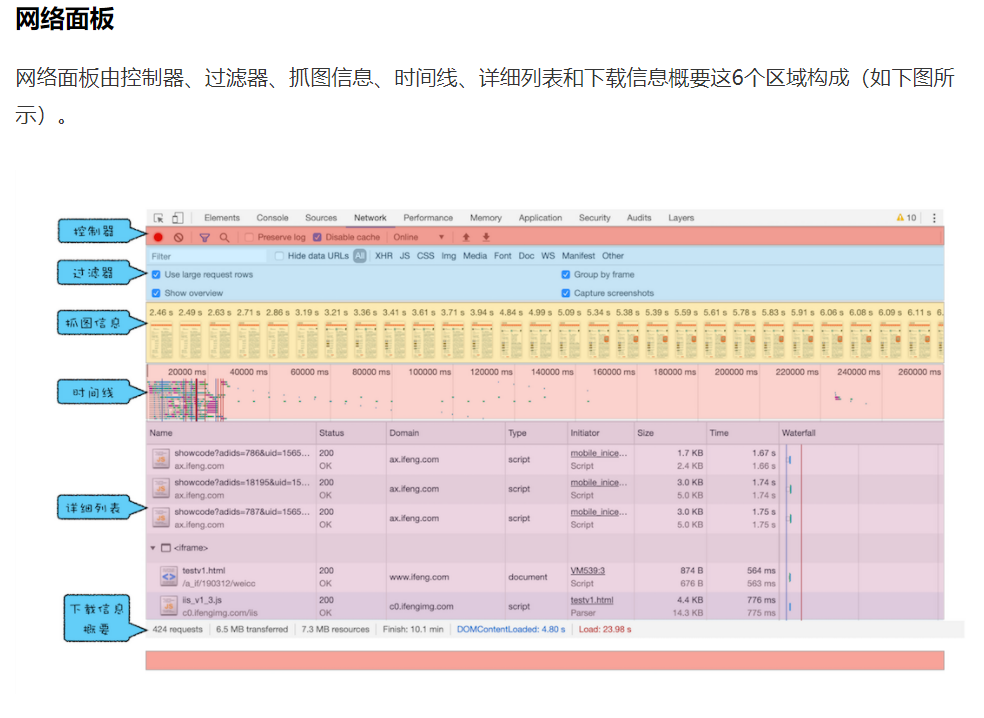 网络面板
网络面板由控制器、过滤器、抓图信息、时间线、详细列表和下载信息概要这6个区域构成（如下图所
示）。
Elements Console Sources Network Performance Memory Application Security Audits Layers 10
控制器
Preserve log Disable cache Online
Filter Hide data URLs All XHR JS CSS Img Media Font Doc WS Manifest Other
过滤器
Use large request rows Group by frame
Show overview Capture screenshots
2.46 s 2.49 s 2.63 s 2.71 s 2.86 s 3.19 s 3.21 s 3.36 s 3.41 s 3.61 s 3.71 s 3.94 s 4.84 s 4.99 s 5.09 s 5.34 s 5.38 s 5.39 s 5.59 s 5.61 s 5.78 s 5.83 s 5.91 s 6.06 s 6.08 s 6.09 s 6.11 s 6.
抓图信息
20000 ms 40000 ms 60000 ms 80000 ms 100000 ms 120000 ms 140000 ms 160000 ms 180000 ms 200000 ms 220000 ms 240000 ms 260000 ms
时间线
Name Status Domain Type Initiator Size Time Waterfall
showcode?adids=786&uid=1565... 200 mobile_inice... 1.7 KB 1.67 s
ax.ifeng.com script
ax.ifeng.com OK Script 2.4 KB 1.66 s
showcode?adids=18195&uid=15... 200 mobile_inice... 3.0 KB 1.74 s
ax.ifeng.com script
ax.ifeng.com OK Script 5.0 KB 1.74 s
详细列表
showcode?adids=787&uid=1565... 200 mobile_inice... 3.0 KB 1.75 s
ax.ifeng.com script
ax.ifeng.com OK Script 5.0 KB 1.75 s
<iframe>
testv1.html 200 VM539:3 874 B 564 ms
www.ifeng.com document
/a_if/190312/weicc OK Script 676 B 563 ms
iis_v1_3.js 200 testv1.html 4.4 KB 776 ms
c0.ifengimg.com script
c0.ifengimg.com/iis OK Parser 14.3 KB 775 ms
下载信息
概要
424 requests 6.5 MB transferred 7.3 MB resources Finish: 10.1 min DOMContentLoaded: 4.80 s Load: 23.98 s